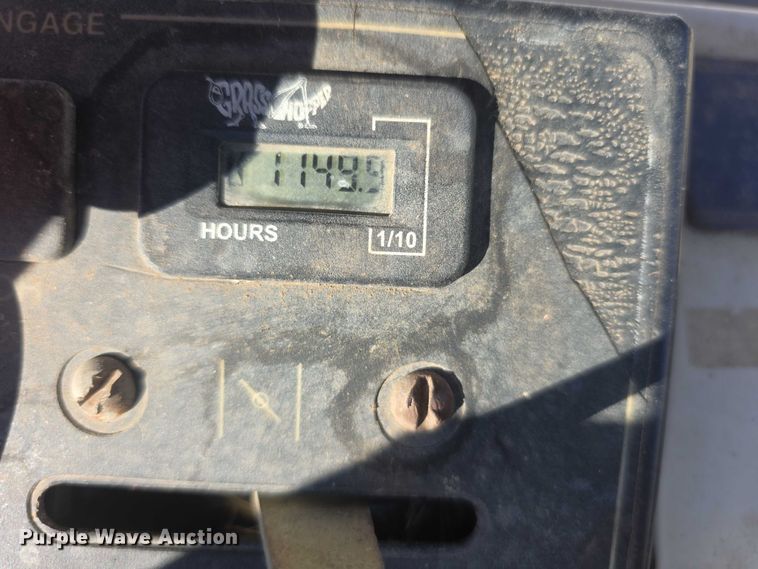 NGAGE
GRASSHOPPER
1149.9
HOURS
1/10
Purple Wave Auction